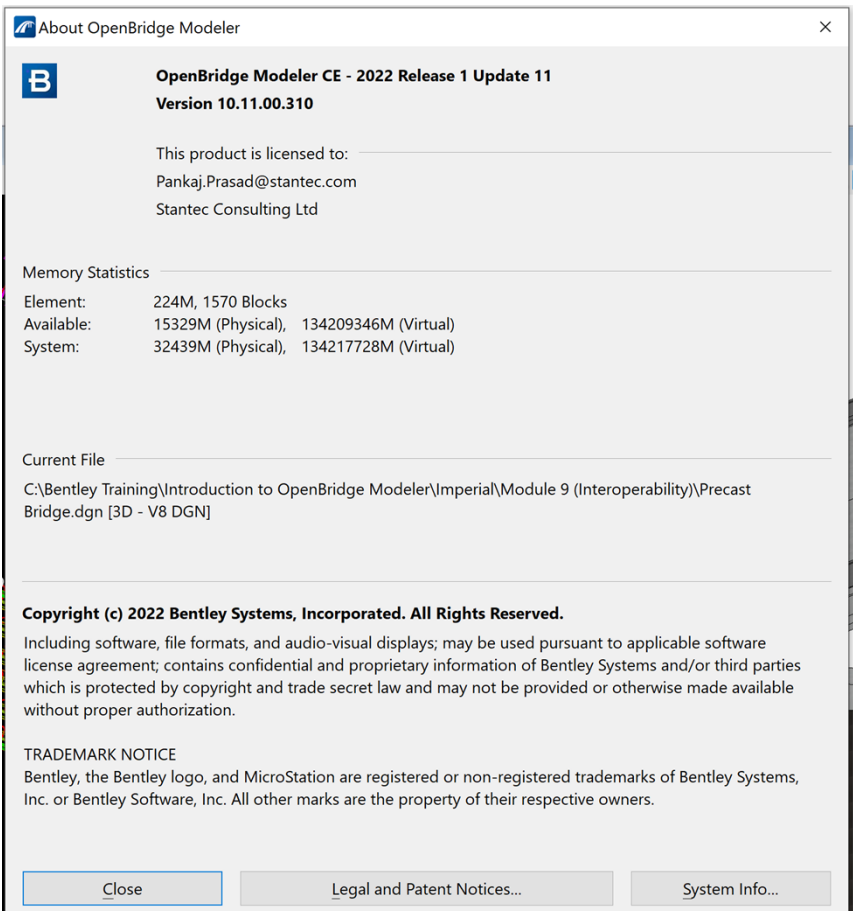 About OpenBridge Modeler
B
OpenBridge Modeler CE - 2022 Release 1 Update 11
Version 10.11.00.310
This product is licensed to:
Pankaj.Prasad@stantec.com
Stantec Consulting Ltd
Memory Statistics
Element: 224M, 1570 Blocks
Available: 15329M (Physical), 134209346M (Virtual)
System: 32439M (Physical), 134217728M (Virtual)
Current File
C:\Bentley Training\Introduction to OpenBridge Modeler\Imperial\Module 9 (Interoperability)\Precast
Bridge.dgn [3D - V8 DGN]
Copyright (c) 2022 Bentley Systems, Incorporated. All Rights Reserved.
Including software, file formats, and audio-visual displays; may be used pursuant to applicable software
license agreement; contains confidential and proprietary information of Bentley Systems and/or third parties
which is protected by copyright and trade secret law and may not be provided or otherwise made available
without proper authorization.
TRADEMARK NOTICE
Bentley, the Bentley logo, and MicroStation are registered or non-registered trademarks of Bentley Systems,
Inc. or Bentley Software, Inc. All other marks are the property of their respective owners.
Close
Legal and Patent Notices...
System Info...